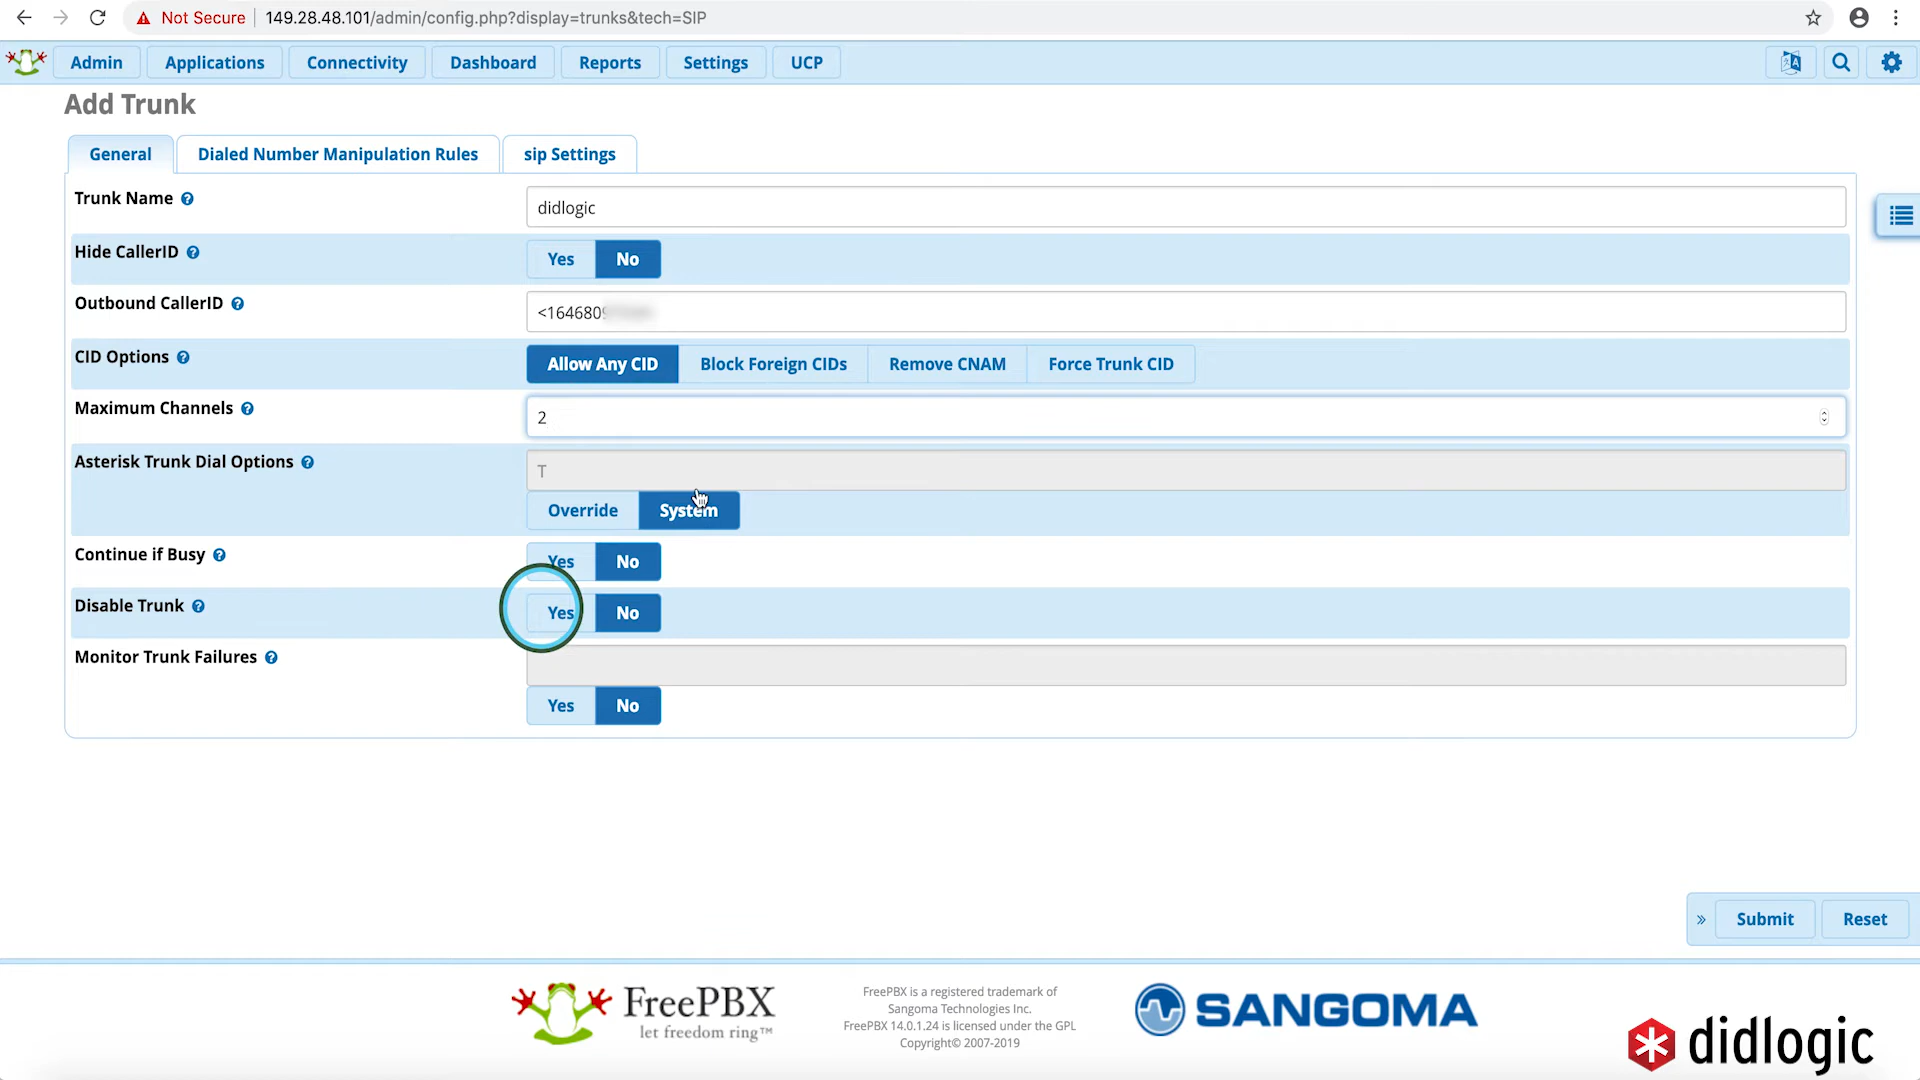 Not Secure
149.28.48.101/admin/config.php?display=trunks&tech=SIP
Admin
Applications
Connectivity
Dashboard
Reports
Settings
UCP
Add Trunk
General
Dialed Number Manipulation Rules
sip Settings
Trunk Name
didlogic
Hide CallerID
Yes
No
Outbound CallerID
<164680
CID Options
Allow Any CID
Block Foreign CIDs
Remove CNAM
Force Trunk CID
Maximum Channels
2
Asterisk Trunk Dial Options
T
Override
System
Continue if Busy
Yes
No
Disable Trunk
Yes
No
Monitor Trunk Failures
Yes
No
»
Submit
Reset
FreePBX
let freedom ring™
FreePBX is a registered trademark of
Sangoma Technologies Inc.
FreePBX 14.0.1.24 is licensed under the GPL
Copyright© 2007-2019
SANGOMA
didlogic